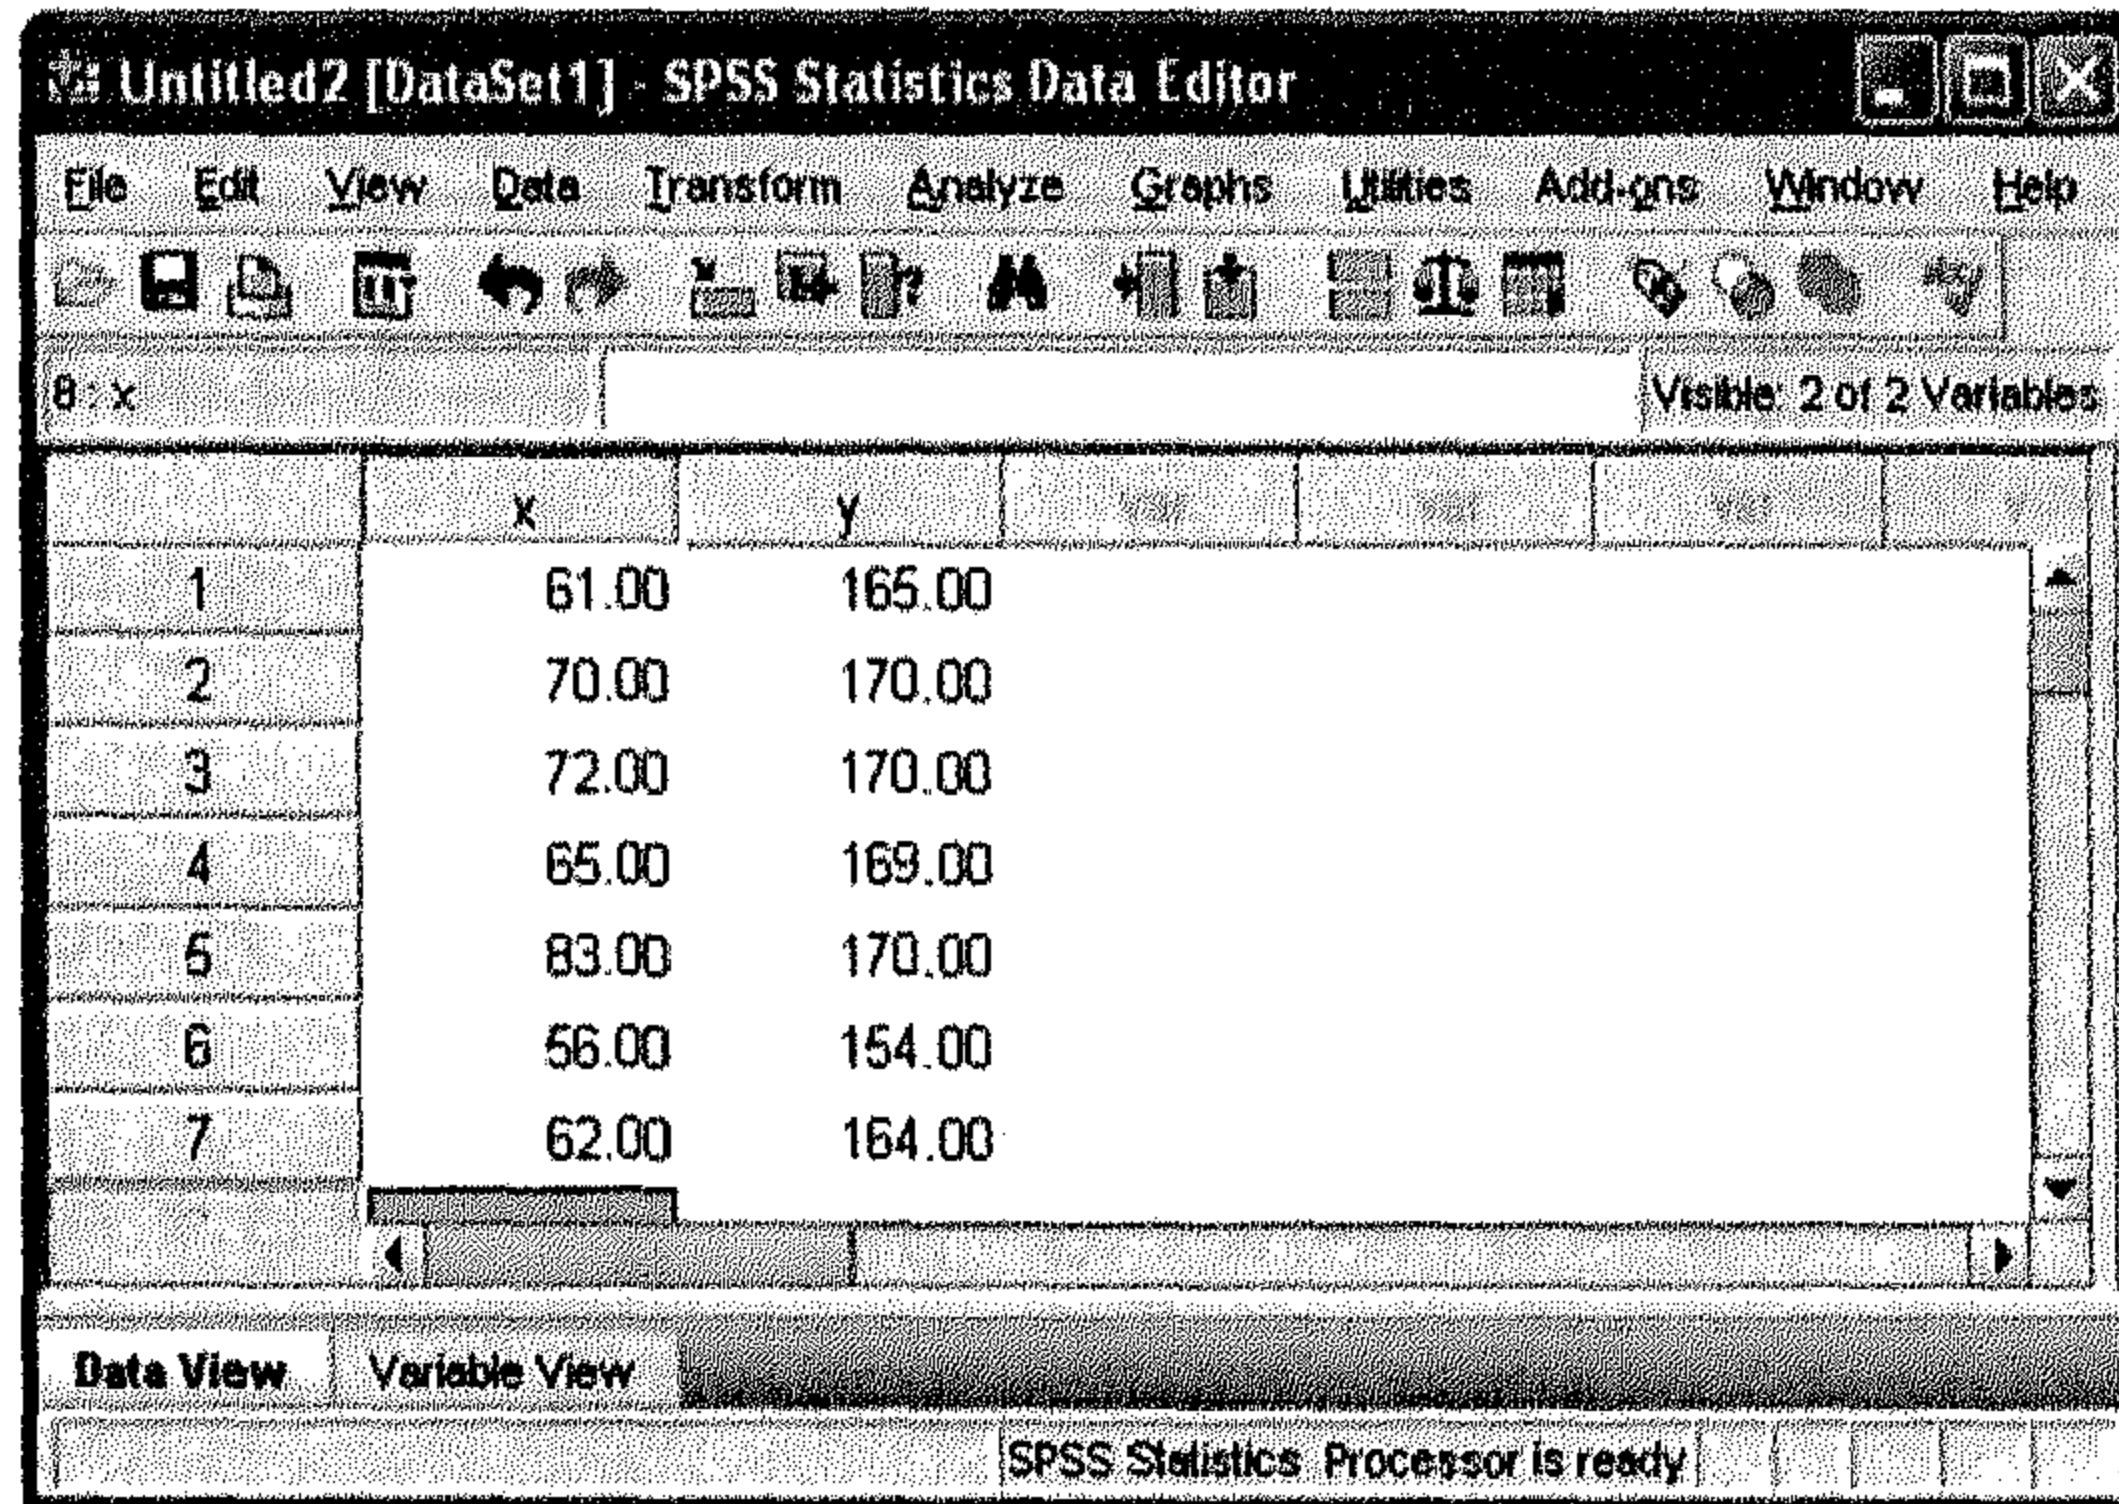 Untitled2 [DataSet1] - SPSS Statistics Data Editor
File Edit View Data Transform Analyze Graphs Utilities Add-ons Window Help
8 : x Visible: 2 of 2 Variables
x y
1 61.00 165.00
2 70.00 170.00
3 72.00 170.00
4 65.00 169.00
5 83.00 170.00
6 56.00 154.00
7 62.00 164.00
Data View Variable View
SPSS Statistics Processor is ready